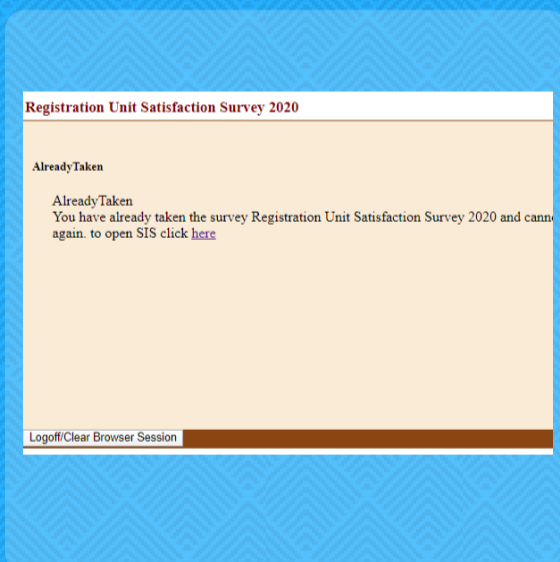 Registration Unit Satisfaction Survey 2020
AlreadyTaken
AlreadyTaken
You have already taken the survey Registration Unit Satisfaction Survey 2020 and
again. to open SIS click here
Logoff/Clear Browser Session